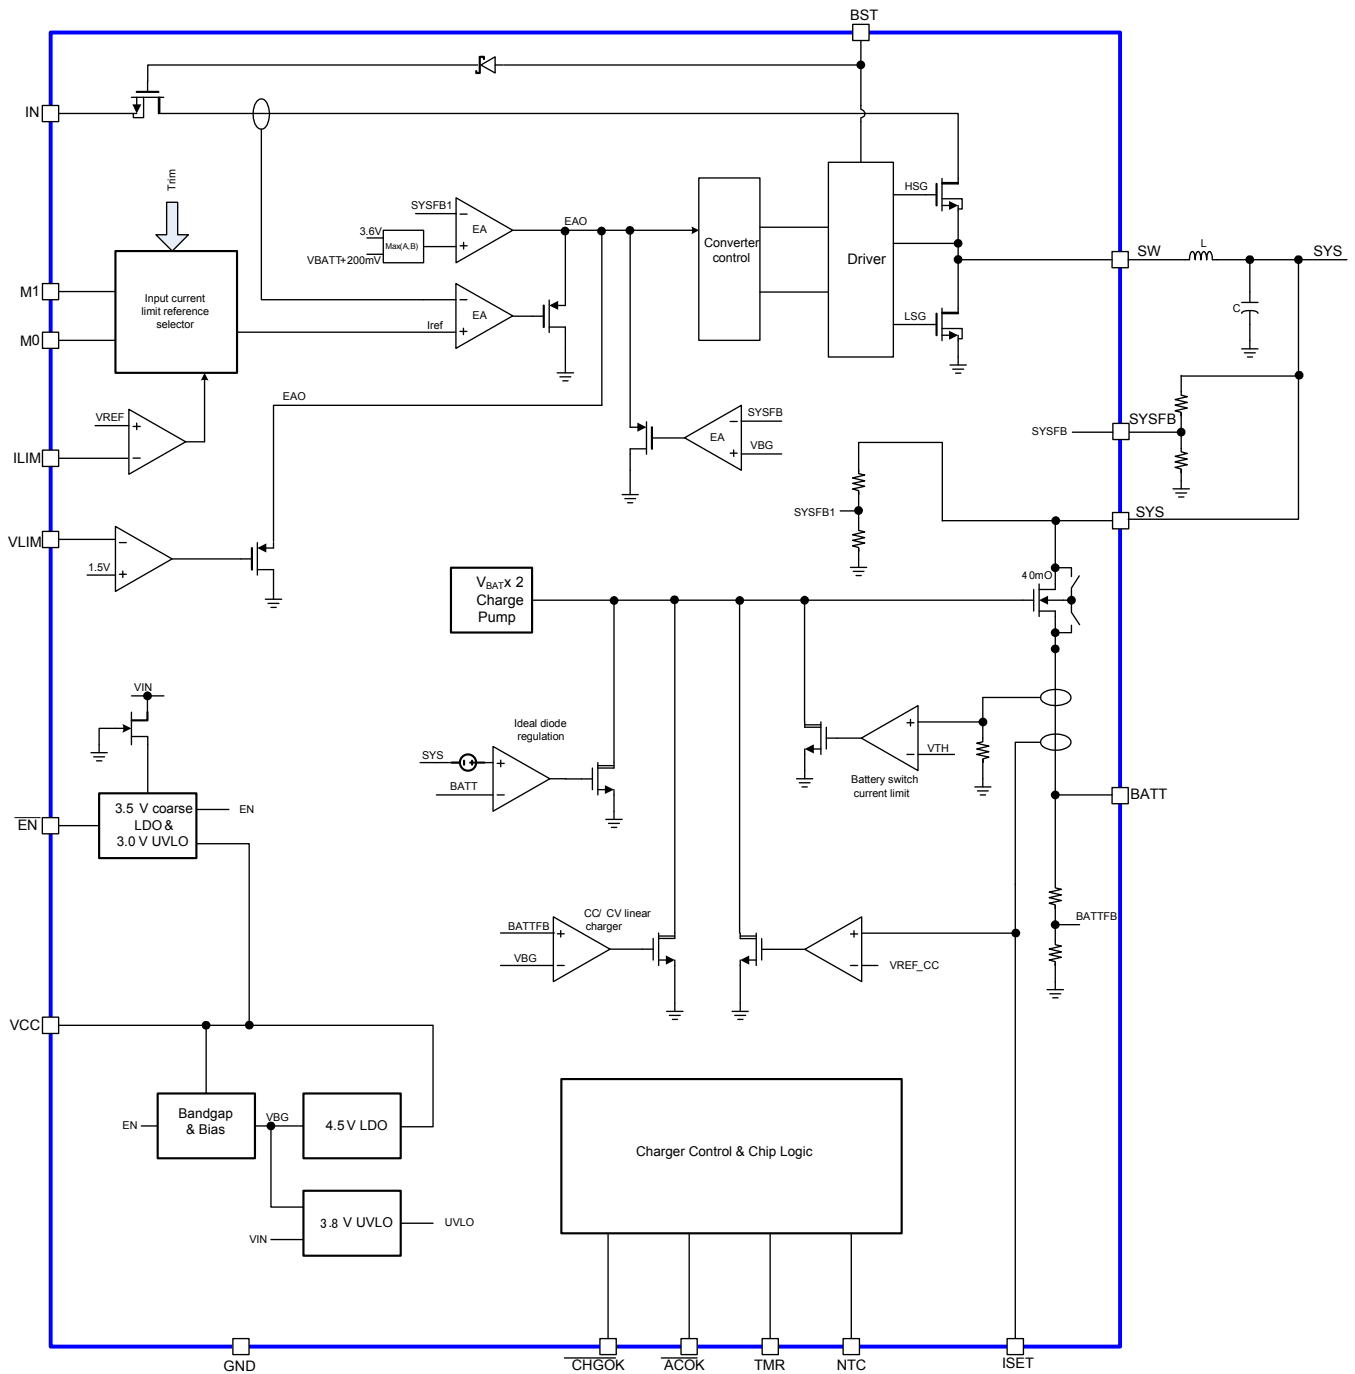 BST
IN
Trim
HSG
SYSFB1
EAO
3.6V
Max(A,B)
EA
VBATT+200mV
Converter
control
Driver
SW
L
SYS
M1
Input current
limit reference
selector
C
EA
LSG
Iref
M0
EAO
VREF
SYSFB
SYSFB
SYSFB
EA
VBG
ILIM
SYSFB1
SYS
VLIM
1.5V
40mO
VBATx 2
Charge
Pump
VIN
Ideal diode
regulation
SYS
VTH
BATT
Battery switch
current limit
BATT
3.5 V coarse
LDO &
3.0 V UVLO
EN
EN
CC/ CV linear
charger
BATTFB
BATTFB
VBG
VREF_CC
VCC
Bandgap
& Bias
EN
VBG
4.5V LDO
Charger Control & Chip Logic
3.8 V UVLO
UVLO
VIN
GND
CHGOK
ACOK
TMR
NTC
ISET